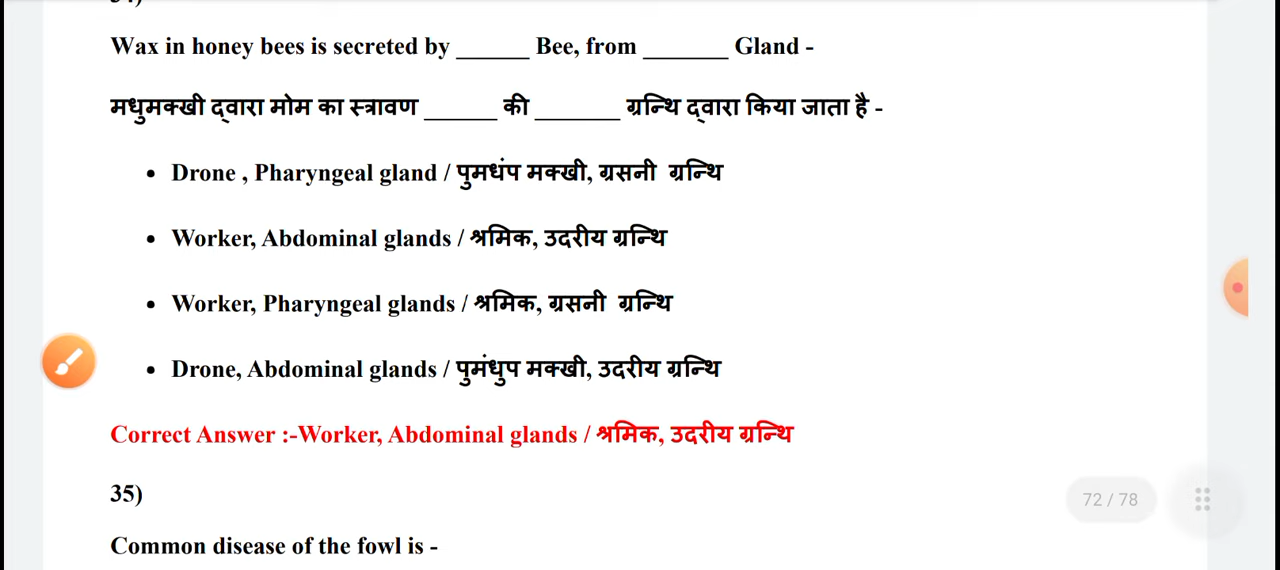 Wax in honey bees is secreted by ______ Bee, from _______ Gland -
मधुमक्खी द्वारा मोम का स्त्रावण ______ की _______ ग्रन्थि द्वारा किया जाता है -
• Drone , Pharyngeal gland / पुमधंप मक्खी, ग्रसनी ग्रन्थि
• Worker, Abdominal glands / श्रमिक, उदरीय ग्रन्थि
• Worker, Pharyngeal glands / श्रमिक, ग्रसनी ग्रन्थि
• Drone, Abdominal glands / पुमंधुप मक्खी, उदरीय ग्रन्थि
Correct Answer :-Worker, Abdominal glands / श्रमिक, उदरीय ग्रन्थि
35)
72 / 78
Common disease of the fowl is -